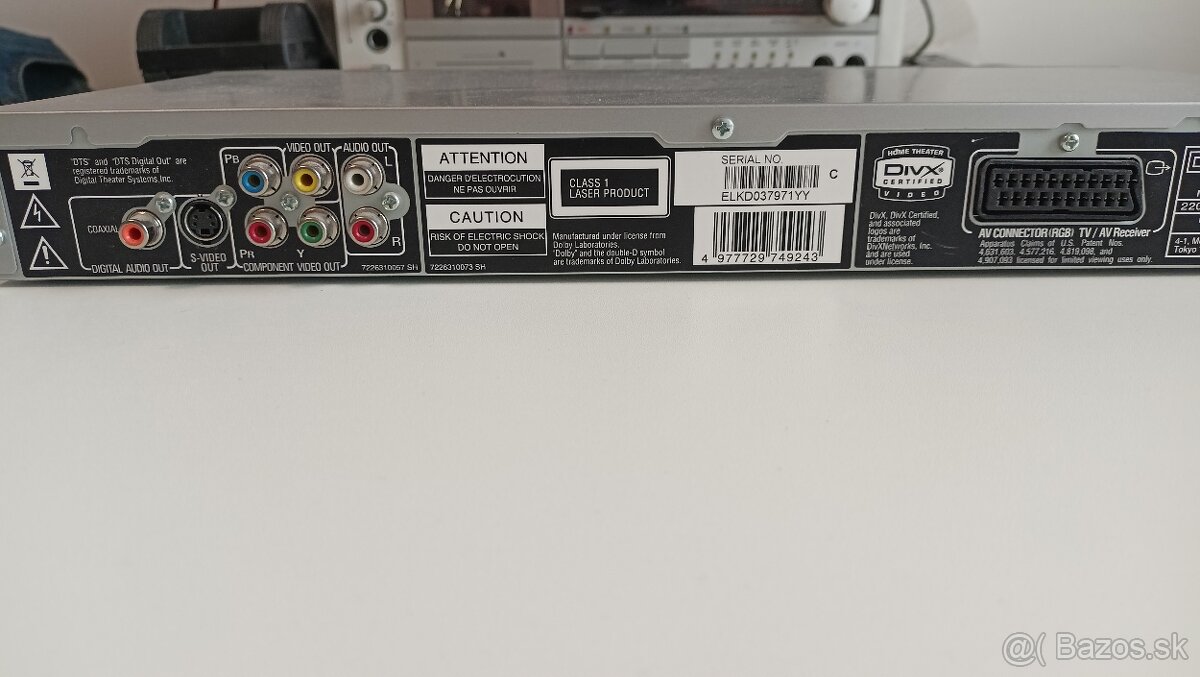 "DTS" and "DTS Digital Out" are
registered trademarks of
Digital Theater Systems, Inc.
COAXIAL
DIGITAL AUDIO OUT
S-VIDEO
OUT
PB
VIDEO OUT
AUDIO OUT
L
R
PR
Y
COMPONENT VIDEO OUT
7226310057 SH
ATTENTION
DANGER D'ELECTROCUTION
NE PAS OUVRIR
CAUTION
RISK OF ELECTRIC SHOCK
DO NOT OPEN
7226310073 SH
CLASS 1
LASER PRODUCT
Manufactured under license from
Dolby Laboratories.
"Dolby" and the double-D symbol
are trademarks of Dolby Laboratories.
SERIAL NO.
ELKD037971YY
C
4 977729 749243
HOME THEATER
DIVX
CERTIFIED
VIDEO
DivX, DivX Certified,
and associated
logos are
trademarks of
DivXNetworks, Inc.
and are used
under license.
AV CONNECTOR (RGB) TV / AV Receiver
Apparatus Claims of U.S. Patent Nos.
4,631,603, 4,577,216, 4,819,098, and
4,907,093 licensed for limited viewing uses only.
220
4-1, M
Tokyo
@( Bazos.sk